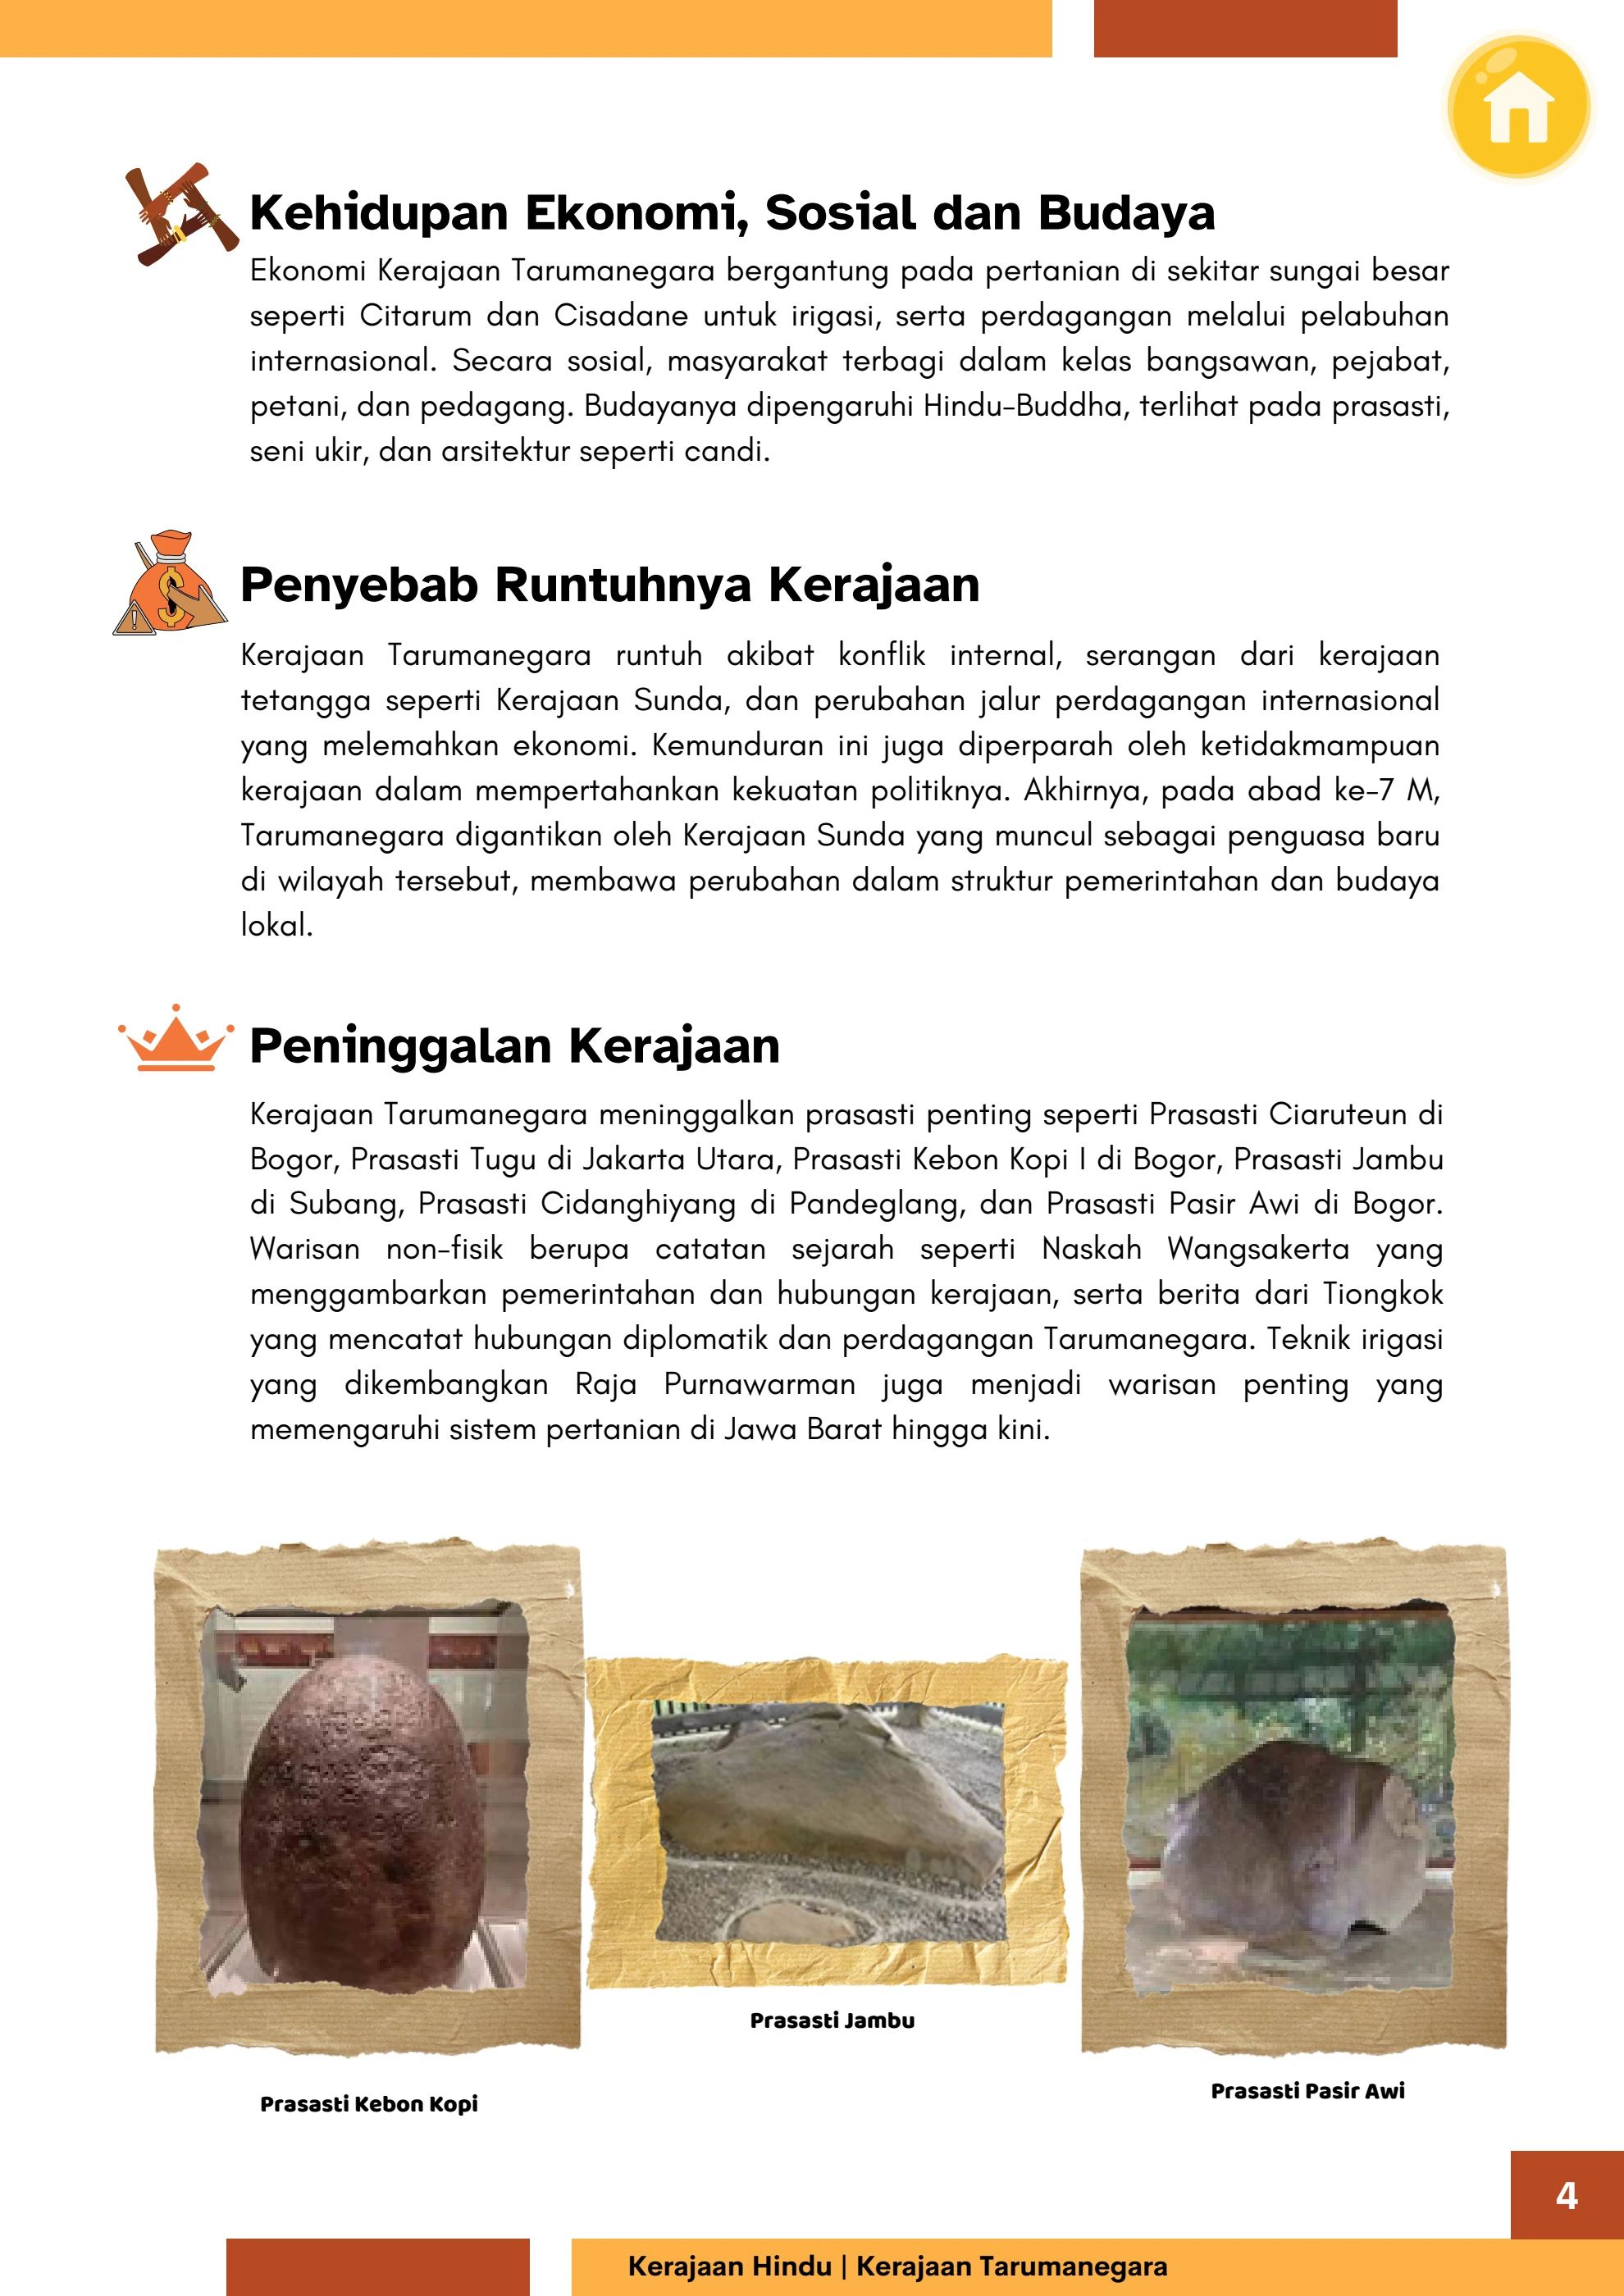 Kehidupan Ekonomi, Sosial dan Budaya
Ekonomi Kerajaan Tarumanegara bergantung pada pertanian di sekitar sungai besar
seperti Citarum dan Cisadane untuk irigasi, serta perdagangan melalui pelabuhan
internasional. Secara sosial, masyarakat terbagi dalam kelas bangsawan, pejabat,
petani, dan pedagang. Budayanya dipengaruhi Hindu-Buddha, terlihat pada prasasti,
seni ukir, dan arsitektur seperti candi.
Penyebab Runtuhnya Kerajaan
Kerajaan Tarumanegara runtuh akibat konflik internal, serangan dari kerajaan
tetangga seperti Kerajaan Sunda, dan perubahan jalur perdagangan internasional
yang melemahkan ekonomi. Kemunduran ini juga diperparah oleh ketidakmampuan
kerajaan dalam mempertahankan kekuatan politiknya. Akhirnya, pada abad ke-7 M,
Tarumanegara digantikan oleh Kerajaan Sunda yang muncul sebagai penguasa baru
di wilayah tersebut, membawa perubahan dalam struktur pemerintahan dan budaya
lokal.
Peninggalan Kerajaan
Kerajaan Tarumanegara meninggalkan prasasti penting seperti Prasasti Ciaruteun di
Bogor, Prasasti Tugu di Jakarta Utara, Prasasti Kebon Kopi I di Bogor, Prasasti Jambu
di Subang, Prasasti Cidanghiyang di Pandeglang, dan Prasasti Pasir Awi di Bogor.
Warisan non-fisik berupa catatan sejarah seperti Naskah Wangsakerta yang
menggambarkan pemerintahan dan hubungan kerajaan, serta berita dari Tiongkok
yang mencatat hubungan diplomatik dan perdagangan Tarumanegara. Teknik irigasi
yang dikembangkan Raja Purnawarman juga menjadi warisan penting yang
memengaruhi sistem pertanian di Jawa Barat hingga kini.
Prasasti Jambu
Prasasti Pasir Awi
Prasasti Kebon Kopi
4
Kerajaan Hindu | Kerajaan Tarumanegara